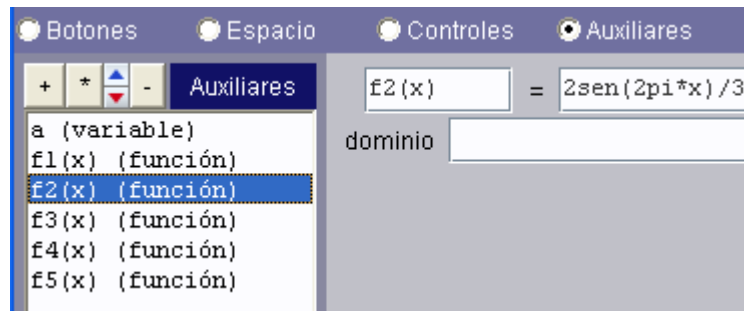 Botones Espacio Controles Auxiliares
+ * - Auxiliares f2(x) = 2sen(2pi*x)/3
dominio
a (variable)
f1(x) (función)
f2(x) (función)
f3(x) (función)
f4(x) (función)
f5(x) (función)